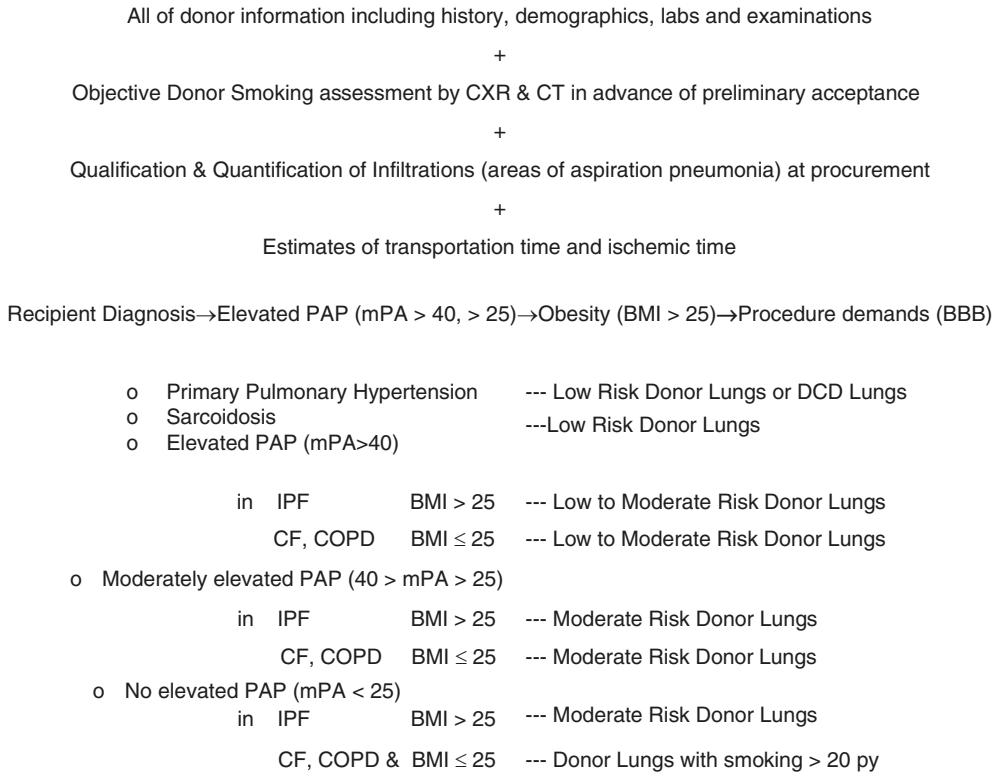 All of donor information including history, demographics, labs and examinations
+
Objective Donor Smoking assessment by CXR & CT in advance of preliminary acceptance
+
Qualification & Quantification of Infiltrations (areas of aspiration pneumonia) at procurement
+
Estimates of transportation time and ischemic time
Recipient Diagnosis→Elevated PAP (mPA > 40, > 25)→Obesity (BMI > 25)→Procedure demands (BBB)
o Primary Pulmonary Hypertension --- Low Risk Donor Lungs or DCD Lungs
o Sarcoidosis ---Low Risk Donor Lungs
o Elevated PAP (mPA>40)
in IPF BMI > 25 --- Low to Moderate Risk Donor Lungs
CF, COPD BMI ≤ 25 --- Low to Moderate Risk Donor Lungs
o Moderately elevated PAP (40 > mPA > 25)
in IPF BMI > 25 --- Moderate Risk Donor Lungs
CF, COPD BMI ≤ 25 --- Moderate Risk Donor Lungs
o No elevated PAP (mPA < 25)
in IPF BMI > 25 --- Moderate Risk Donor Lungs
CF, COPD & BMI ≤ 25 --- Donor Lungs with smoking > 20 py